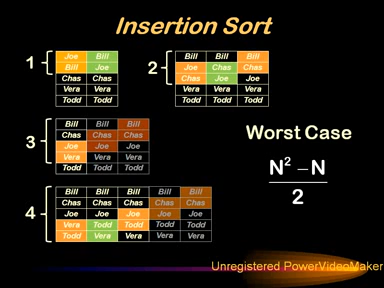 Insertion Sort
1
Joe Bill
Bill Joe
Chas Chas
Vera Vera
Todd Todd
2
Bill Bill Bill
Joe Chas Chas
Chas Joe Joe
Vera Vera Vera
Todd Todd Todd
3
Bill Bill Bill
Chas Chas Chas
Joe Joe Joe
Vera Vera Vera
Todd Todd Todd
4
Bill Bill Bill Bill Bill
Chas Chas Chas Chas Chas
Joe Joe Joe Joe Joe
Vera Todd Todd Todd Todd
Todd Vera Vera Vera Vera
Worst Case
N² – N
2
Unregistered PowerVideoMaker